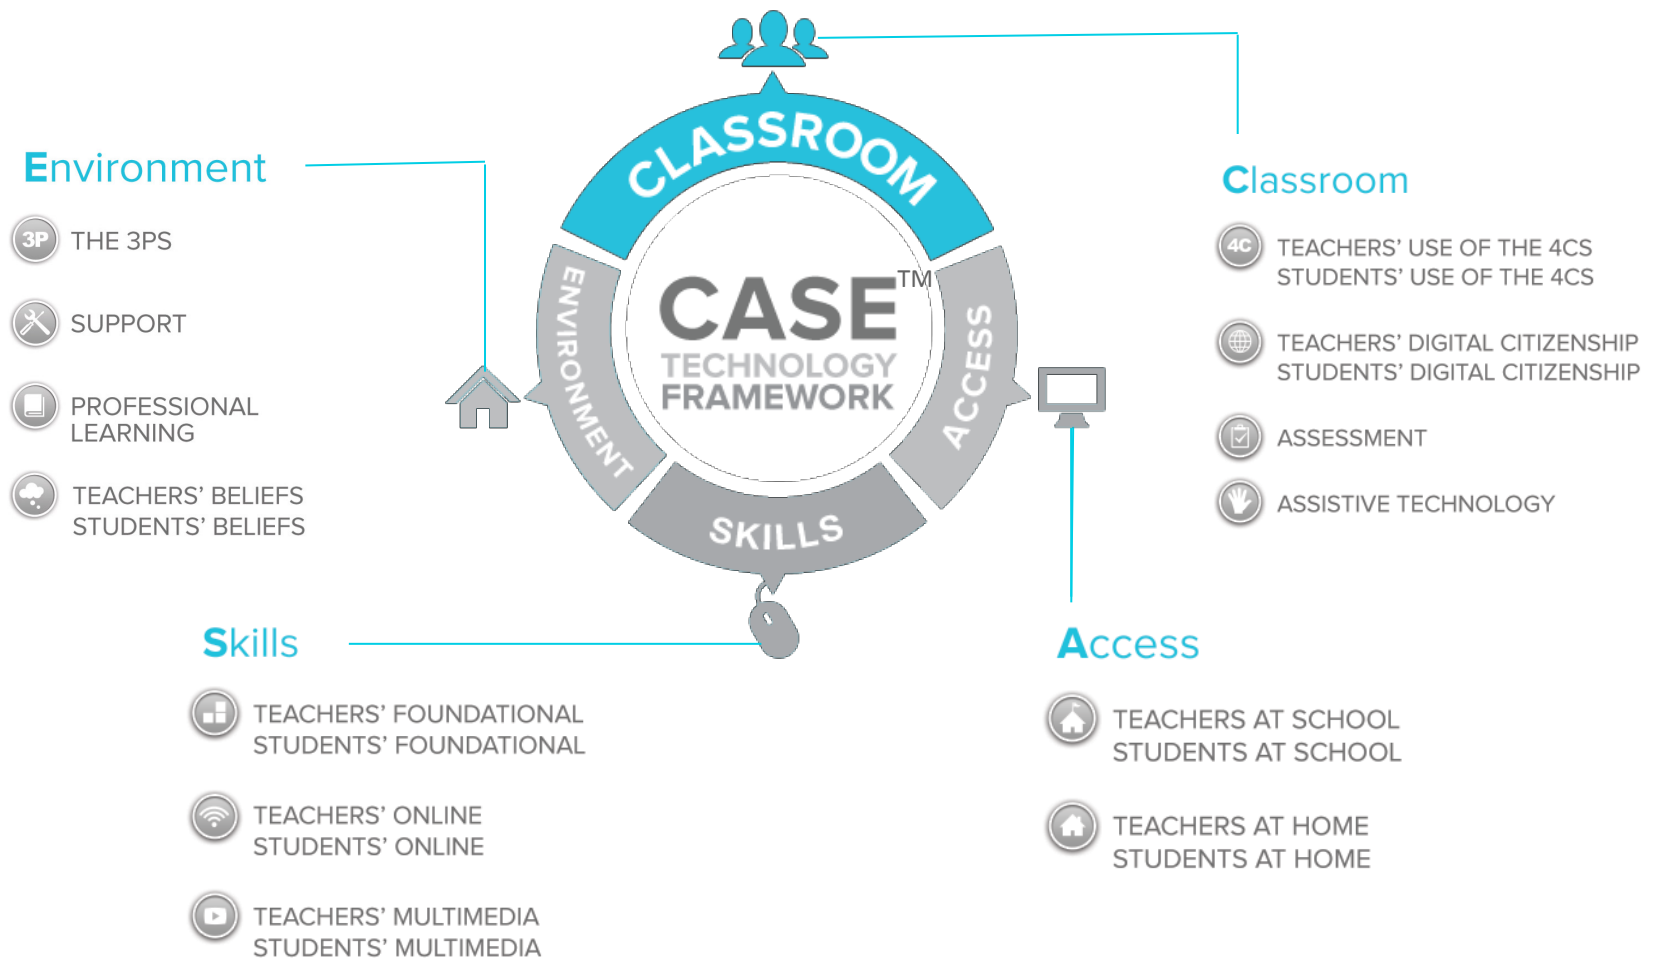 CLASSROOM
ENVIRONMENT
ACCESS
SKILLS
CASE™
TECHNOLOGY
FRAMEWORK
Environment
3P THE 3PS
SUPPORT
PROFESSIONAL
LEARNING
TEACHERS’ BELIEFS
STUDENTS’ BELIEFS
Classroom
4C TEACHERS’ USE OF THE 4CS
STUDENTS’ USE OF THE 4CS
TEACHERS’ DIGITAL CITIZENSHIP
STUDENTS’ DIGITAL CITIZENSHIP
ASSESSMENT
ASSISTIVE TECHNOLOGY
Skills
TEACHERS’ FOUNDATIONAL
STUDENTS’ FOUNDATIONAL
TEACHERS’ ONLINE
STUDENTS’ ONLINE
TEACHERS’ MULTIMEDIA
STUDENTS’ MULTIMEDIA
Access
TEACHERS AT SCHOOL
STUDENTS AT SCHOOL
TEACHERS AT HOME
STUDENTS AT HOME